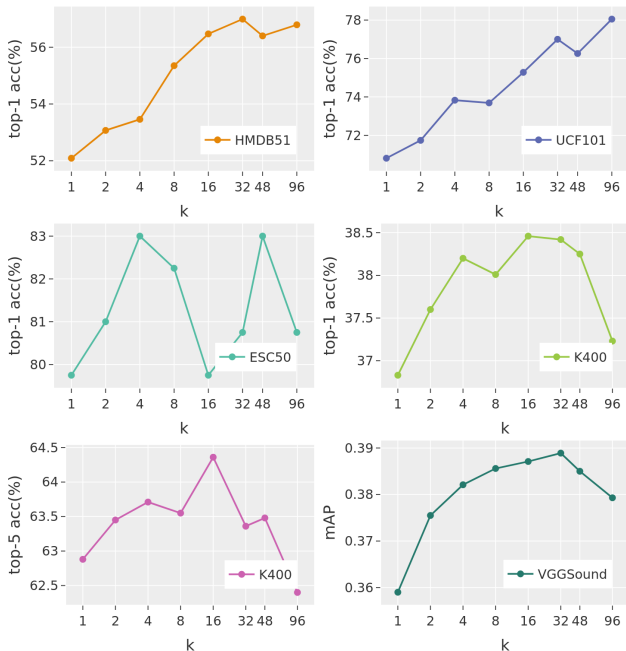 top-1 acc(%)
56
54
52
HMDB51
1 2 4 8 16 32 48 96
k
top-1 acc(%)
78
76
74
72
UCF101
1 2 4 8 16 32 48 96
k
top-1 acc(%)
83
82
81
80
ESC50
1 2 4 8 16 32 48 96
k
top-1 acc(%)
38.5
38
37.5
37
K400
1 2 4 8 16 32 48 96
k
top-5 acc(%)
64.5
64
63.5
63
62.5
K400
1 2 4 8 16 32 48 96
k
mAP
0.39
0.38
0.37
0.36
VGGSound
1 2 4 8 16 32 48 96
k